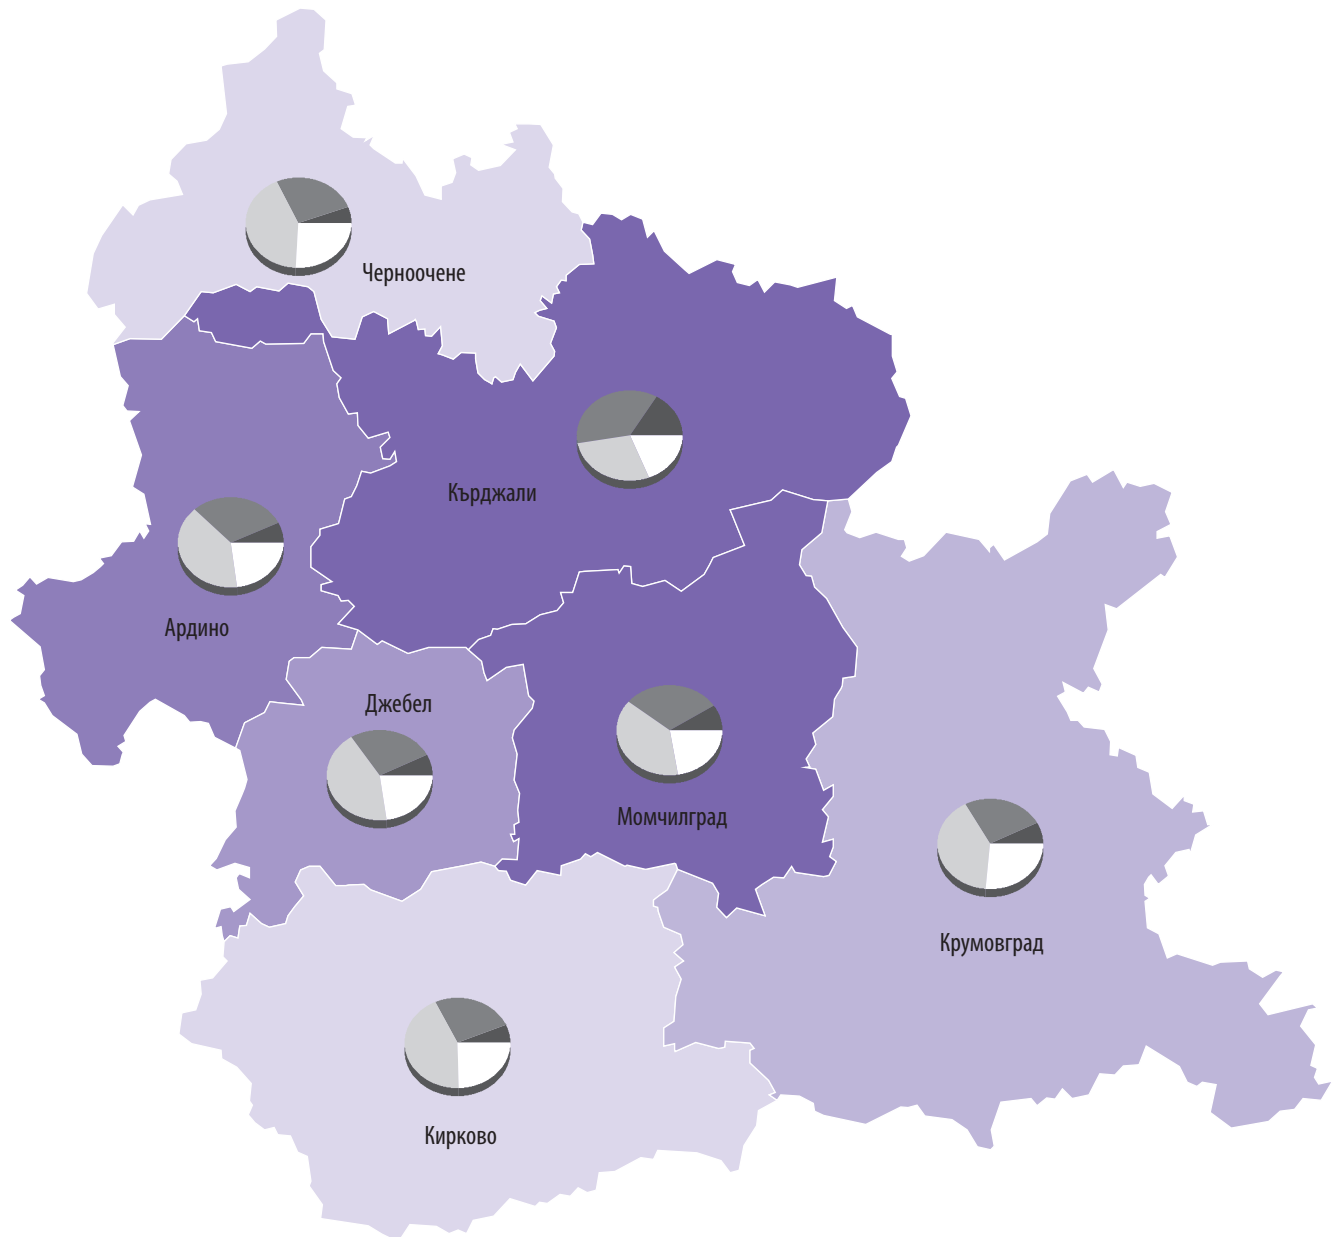 Черноочене
Кърджали
Ардино
Джебел
Момчилград
Крумовград
Кирково